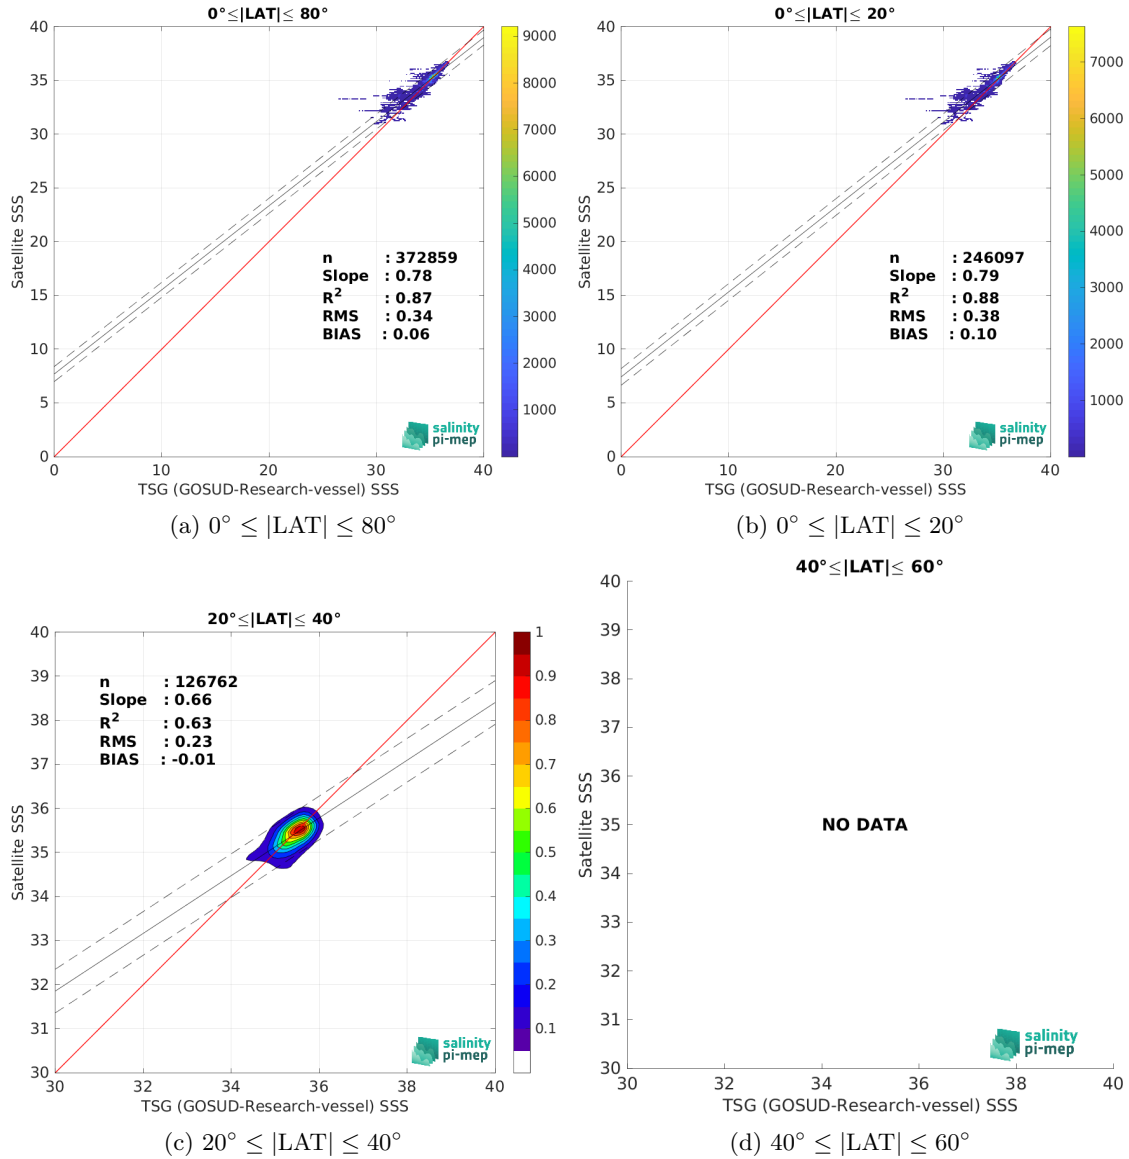 0°≤|LAT|≤ 80°
40
35
30
25
20
15
10
5
0
Satellite SSS
n : 372859
Slope : 0.78
R² : 0.87
RMS : 0.34
BIAS : 0.06
salinity
pi-mep
0 10 20 30 40
TSG (GOSUD-Research-vessel) SSS
9000
8000
7000
6000
5000
4000
3000
2000
1000
(a) 0° ≤ |LAT| ≤ 80°
0°≤|LAT|≤ 20°
40
35
30
25
20
15
10
5
0
Satellite SSS
n : 246097
Slope : 0.79
R² : 0.88
RMS : 0.38
BIAS : 0.10
salinity
pi-mep
0 10 20 30 40
TSG (GOSUD-Research-vessel) SSS
7000
6000
5000
4000
3000
2000
1000
(b) 0° ≤ |LAT| ≤ 20°
20°≤|LAT|≤ 40°
40
39
38
37
36
35
34
33
32
31
30
Satellite SSS
n : 126762
Slope : 0.66
R² : 0.63
RMS : 0.23
BIAS : -0.01
salinity
pi-mep
30 32 34 36 38 40
TSG (GOSUD-Research-vessel) SSS
1
0.9
0.8
0.7
0.6
0.5
0.4
0.3
0.2
0.1
(c) 20° ≤ |LAT| ≤ 40°
40°≤|LAT|≤ 60°
40
39
38
37
36
35
34
33
32
31
30
Satellite SSS
NO DATA
salinity
pi-mep
30 32 34 36 38 40
TSG (GOSUD-Research-vessel) SSS
(d) 40° ≤ |LAT| ≤ 60°